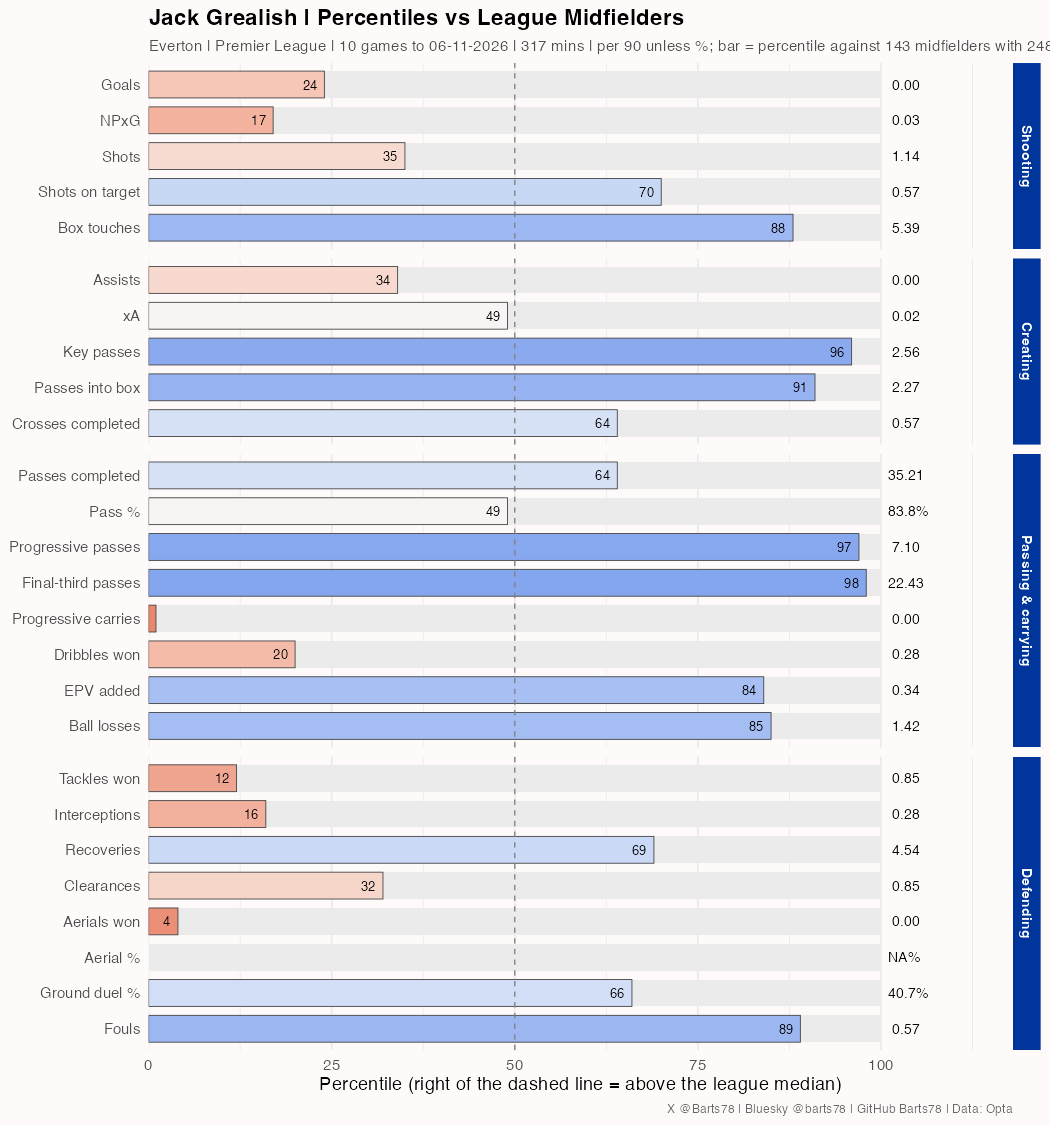 Jack Grealish | Percentiles vs League Midfielders
Everton | Premier League | 10 games to 06-11-2026 | 317 mins | per 90 unless %; bar = percentile against 143 midfielders with 248
Goals 24 0.00
NPxG 17 0.03
Shots 35 1.14
Shots on target 70 0.57
Box touches 88 5.39
Shooting
Assists 34 0.00
xA 49 0.02
Key passes 96 2.56
Passes into box 91 2.27
Crosses completed 64 0.57
Creating
Passes completed 64 35.21
Pass % 49 83.8%
Progressive passes 97 7.10
Final-third passes 98 22.43
Progressive carries 0.00
Dribbles won 20 0.28
EPV added 84 0.34
Ball losses 85 1.42
Passing & carrying
Tackles won 12 0.85
Interceptions 16 0.28
Recoveries 69 4.54
Clearances 32 0.85
Aerials won 4 0.00
Aerial % NA%
Ground duel % 66 40.7%
Fouls 89 0.57
Defending
0 25 50 75 100
Percentile (right of the dashed line = above the league median)
X @Barts78 | Bluesky @barts78 | GitHub Barts78 | Data: Opta